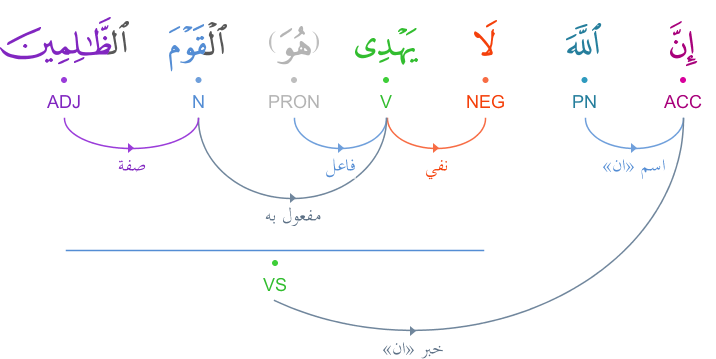 إِنَّ ٱللَّهَ لَا يَهْدِى (هُوَ) ٱلْقَوْمَ ٱلظَّٰلِمِينَ
ACC PN NEG V PRON N ADJ
اسم «ان» نفي فاعل صفة
مفعول به
VS
خبر «ان»